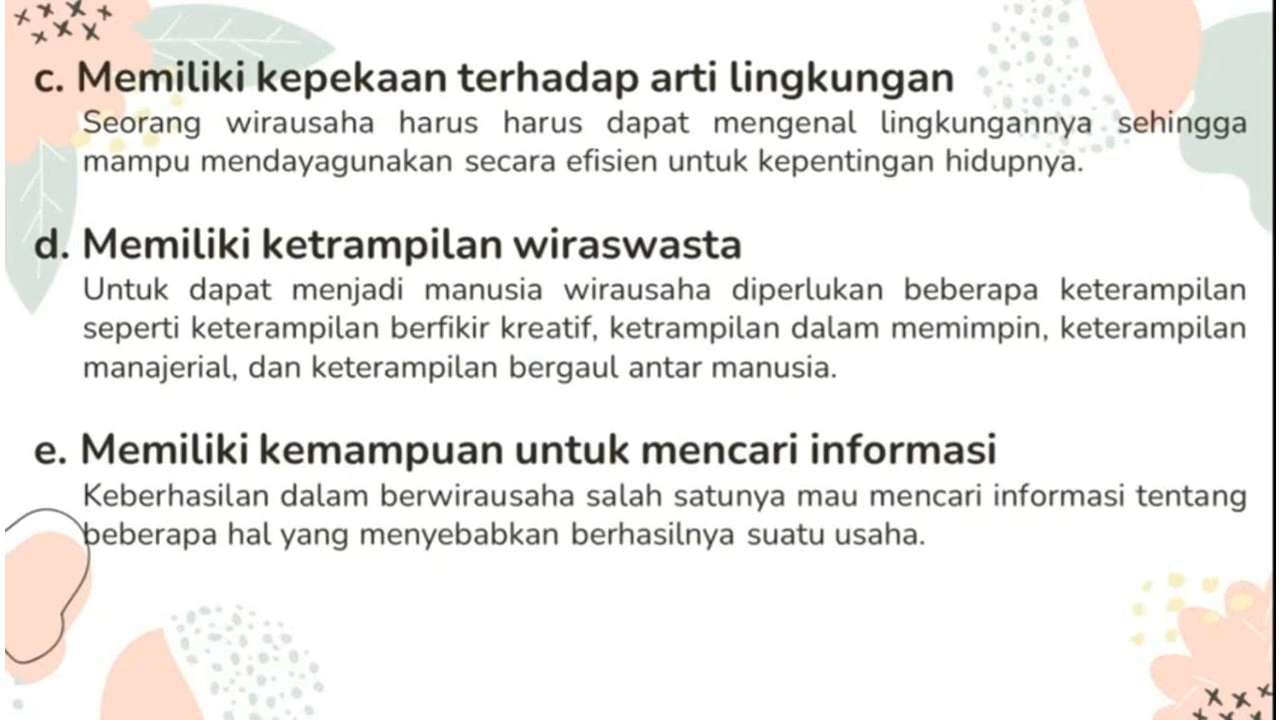 c. Memiliki kepekaan terhadap arti lingkungan
Seorang wirausaha harus harus dapat mengenal lingkungannya sehingga
mampu mendayagunakan secara efisien untuk kepentingan hidupnya.
d. Memiliki ketrampilan wiraswasta
Untuk dapat menjadi manusia wirausaha diperlukan beberapa keterampilan
seperti keterampilan berfikir kreatif, ketrampilan dalam memimpin, keterampilan
manajerial, dan keterampilan bergaul antar manusia.
e. Memiliki kemampuan untuk mencari informasi
Keberhasilan dalam berwirausaha salah satunya mau mencari informasi tentang
beberapa hal yang menyebabkan berhasilnya suatu usaha.